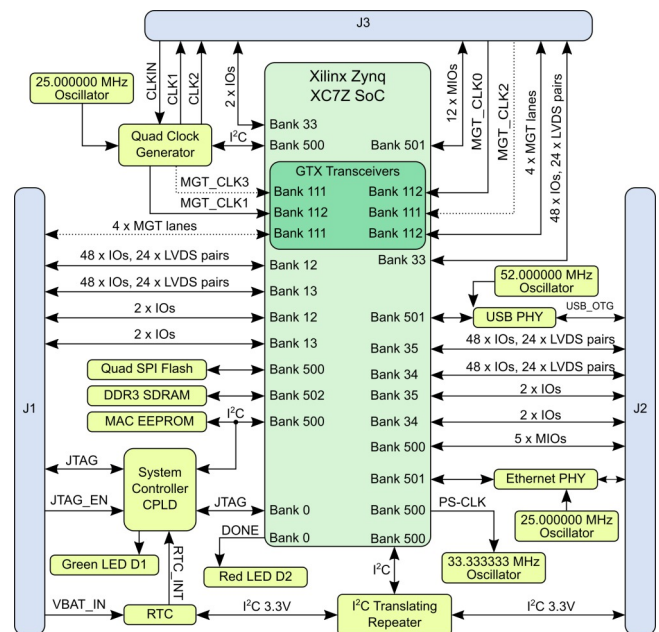 J3
25.000000 MHz
Oscillator
CLKIN
CLK1
CLK2
2 x IOs
Xilinx Zynq
XC7Z SoC
12 x MIOs
MGT_CLK0
MGT_CLK2
4 x MGT lanes
48 x IOs, 24 x LVDS pairs
Quad Clock
Generator
I²C
Bank 33
Bank 500
Bank 501
GTX Transceivers
MGT_CLK3
Bank 111
Bank 112
MGT_CLK1
Bank 112
Bank 111
4 x MGT lanes
Bank 111
Bank 112
48 x IOs, 24 x LVDS pairs
Bank 12
Bank 33
48 x IOs, 24 x LVDS pairs
Bank 13
52.000000 MHz
Oscillator
2 x IOs
Bank 12
Bank 501
USB PHY
USB_OTG
2 x IOs
Bank 13
Bank 35
48 x IOs, 24 x LVDS pairs
Quad SPI Flash
Bank 500
Bank 34
48 x IOs, 24 x LVDS pairs
DDR3 SDRAM
Bank 502
Bank 35
2 x IOs
J1
J2
MAC EEPROM
I²C
Bank 500
Bank 34
2 x IOs
Bank 500
5 x MIOs
JTAG
System
Controller
CPLD
Bank 501
Ethernet PHY
JTAG_EN
JTAG
Bank 0
Bank 500
PS-CLK
25.000000 MHz
Oscillator
DONE
Bank 0
Bank 500
Green LED D1
RTC_INT
Red LED D2
I²C
33.333333 MHz
Oscillator
VBAT_IN
RTC
I²C 3.3V
I²C Translating
Repeater
I²C 3.3V